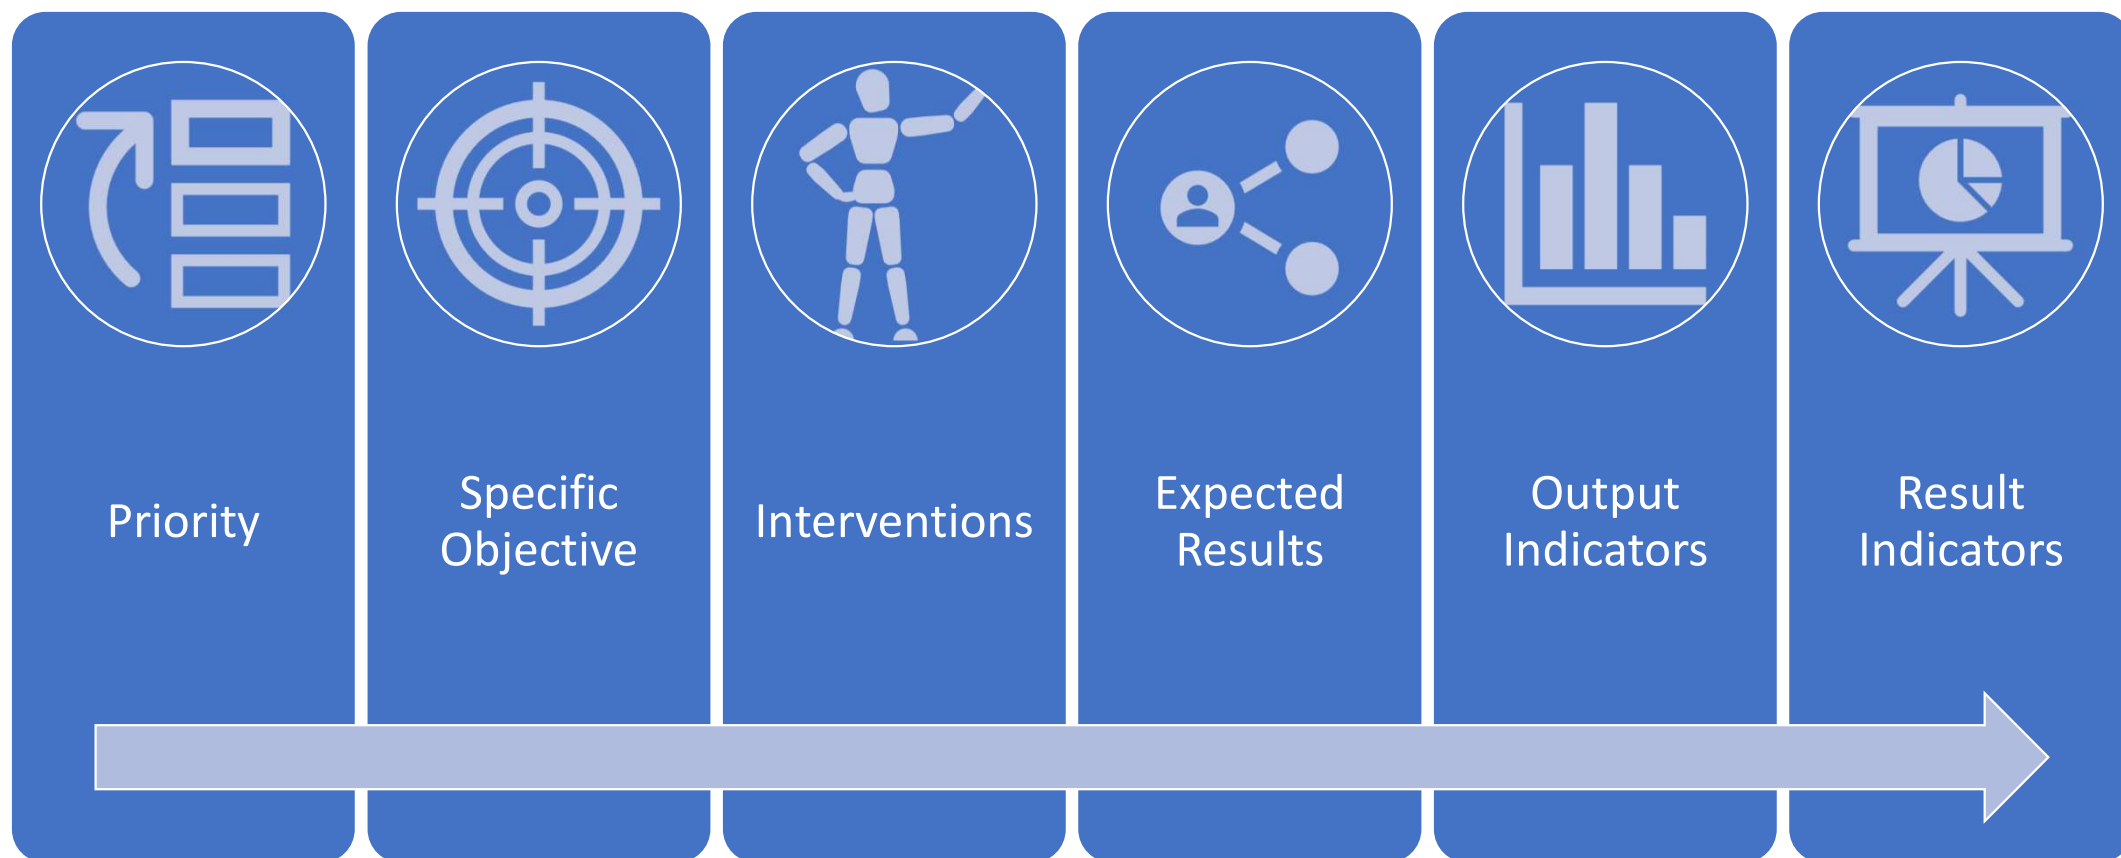 Priority
Specific
Objective
Interventions
Expected
Results
Output
Indicators
Result
Indicators